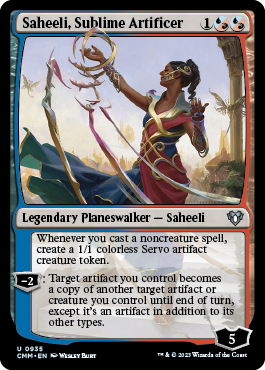 Saheeli, Sublime Artificer 1
Legendary Planeswalker — Saheeli
Whenever you cast a noncreature spell,
create a 1/1 colorless Servo artifact
creature token.
-2: Target artifact you control becomes
a copy of another target artifact or
creature you control until end of turn,
except it's an artifact in addition to its
other types.
5
U 0935
CMM • EN Wesley Burt
™ & © 2023 Wizards of the Coast